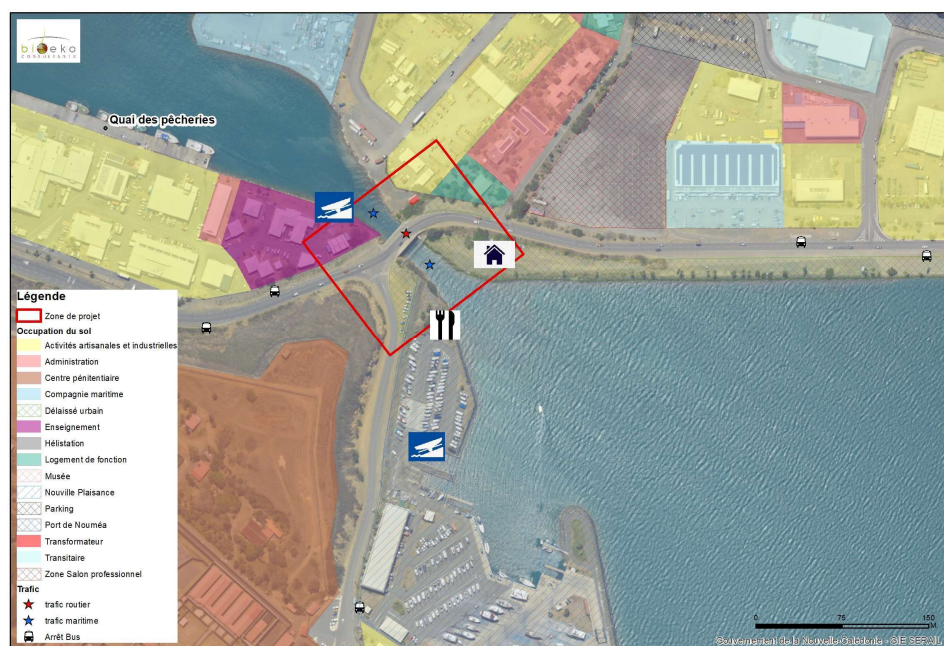 bioeko
CONSULTANTS
Quai des pêcheries
Légende
Zone de projet
Occupation du sol
Activités artisanales et industrielles
Administration
Centre pénitentiaire
Compagnie maritime
Délaissé urbain
Enseignement
Hélistation
Logement de fonction
Musée
Nouville Plaisance
Parking
Port de Nouméa
Transformateur
Transitaire
Zone Salon professionnel
Trafic
trafic routier
trafic maritime
Arrêt Bus
0 75 150
M
Gouvernement de la Nouvelle-Calédonie - GIE SERAIL